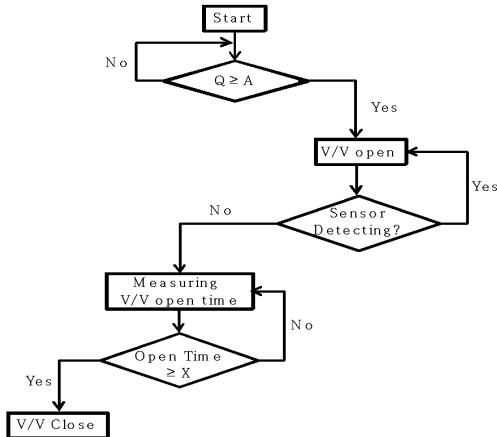 Start
No
Q ≥ A
Yes
V/V open
Yes
No
Sensor
Detecting?
Measuring
V/V open time
No
Open Time
≥ X
Yes
V/V Close